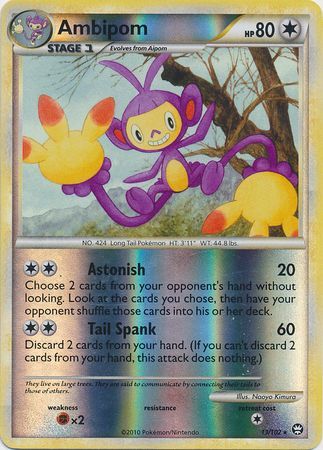 Ambipom
HP 80
STAGE 1
Evolves from Aipom
NO. 424 Long Tail Pokémon HT: 3'11" WT: 44.8 lbs.
Astonish 20
Choose 2 cards from your opponent's hand without
looking. Look at the cards you chose, then have your
opponent shuffle those cards into his or her deck.
Tail Spank 60
Discard 2 cards from your hand. (If you can't discard 2
cards from your hand, this attack does nothing.)
They live on large trees. They are said to communicate by connecting their tails to
those of others.
Illus. Naoyo Kimura
weakness resistance retreat cost
×2
©2010 Pokémon/Nintendo
13/102